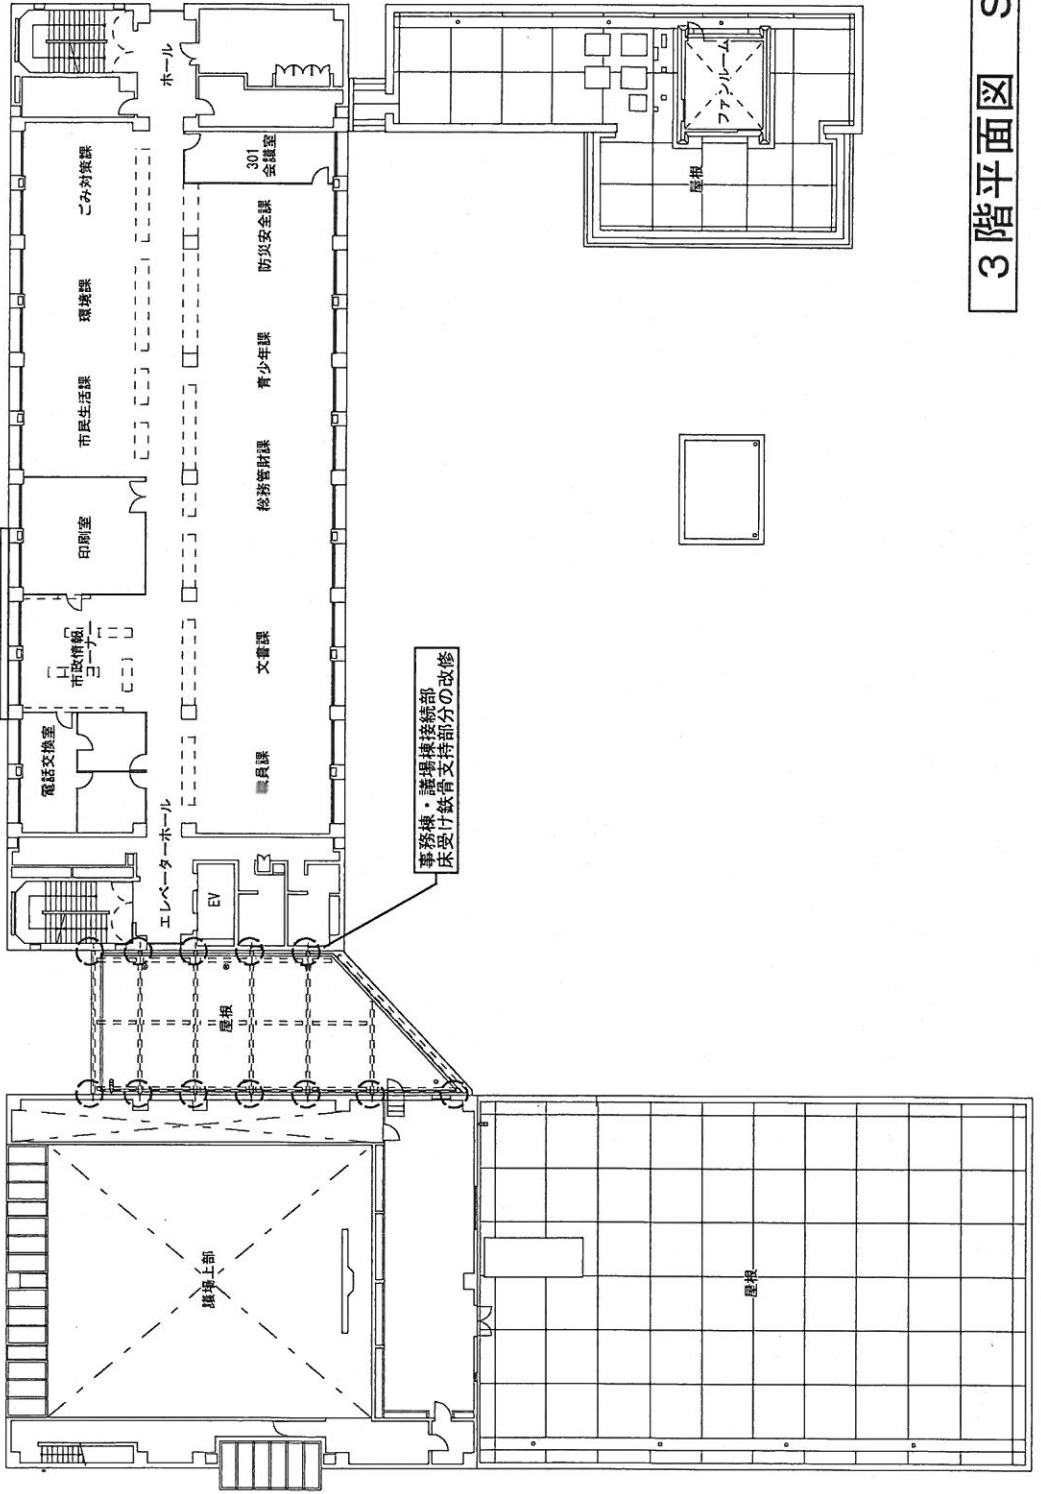 3階平面図 S
電話交換室
市政情報
コーナー
印刷室
市民生活課
環境課
ごみ対策課
エレベーターホール
ホール
EV
職員課
文書課
総務管財課
青少年課
防災安全課
301
会議室
屋根
議場上部
事務棟・議場棟接続部
床受け鉄骨支持部分の改修
屋根
ファンルーム
屋根